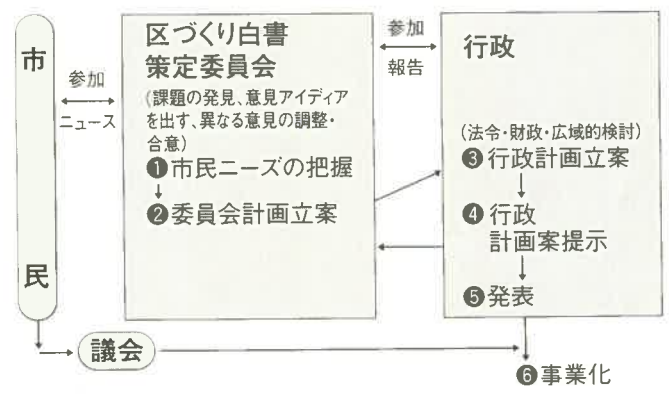 市民
参加
ニュース
区づくり白書
策定委員会
(課題の発見、意見アイディア
を出す、異なる意見の調整・
合意)
❶市民ニーズの把握
❷委員会計画立案
参加
報告
行政
(法令・財政・広域的検討)
❸行政計画立案
❹行政
計画案提示
❺発表
議会
❻事業化